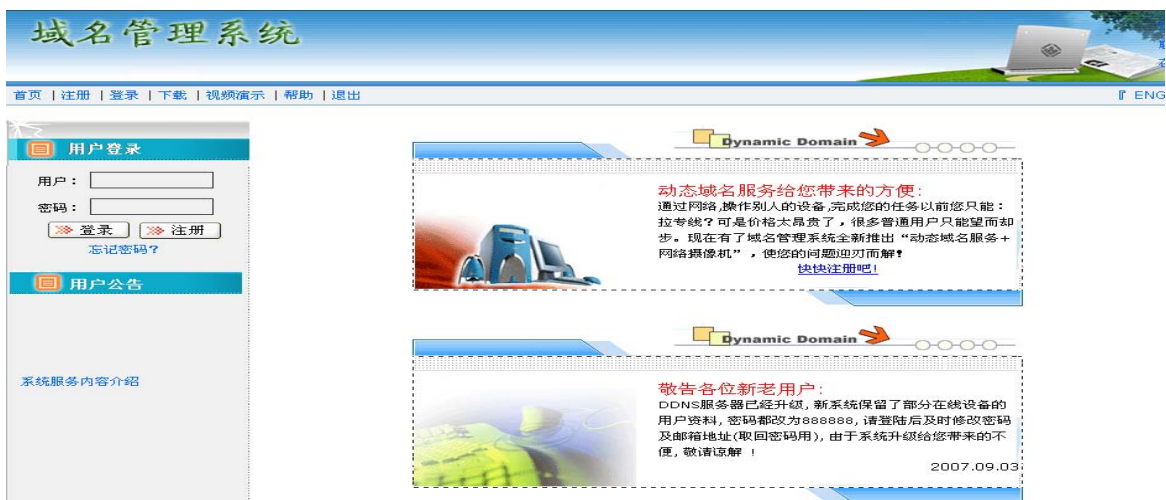 域名管理系统
首页 | 注册 | 登录 | 下载 | 视频演示 | 帮助 | 退出
『 ENG
用户登录
用户：
密码：
登录 注册
忘记密码?
用户公告
系统服务内容介绍
Dynamic Domain
动态域名服务给您带来的方便:
通过网络,操作别人的设备,完成您的任务以前您只能：
拉专线？可是价格太昂贵了，很多普通用户只能望而却
步。现在有了域名管理系统全新推出“动态域名服务+
网络摄像机”，使您的问题迎刃而解!
快快注册吧!
Dynamic Domain
敬告各位新老用户:
DDNS服务器已经升级, 新系统保留了部分在线设备的
用户资料, 密码都改为888888, 请登陆后及时修改密码
及邮箱地址(取回密码用), 由于系统升级给您带来的不
便, 敬请谅解 ！
2007.09.03